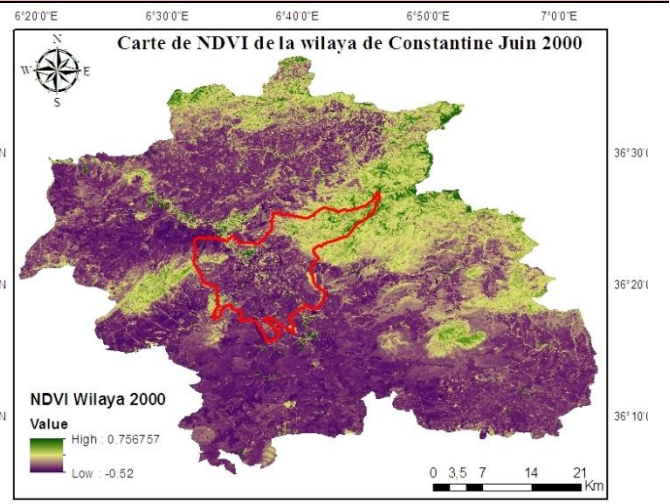 6°20'0"E 6°30'0"E 6°40'0"E 6°50'0"E 7°0'0"E
Carte de NDVI de la wilaya de Constantine Juin 2000
N
W E
S
N 36°30'0
N 36°20'0
N 36°10'0
NDVI Wilaya 2000
Value
High : 0.756757
Low : -0.52
0 3,5 7 14 21
Km